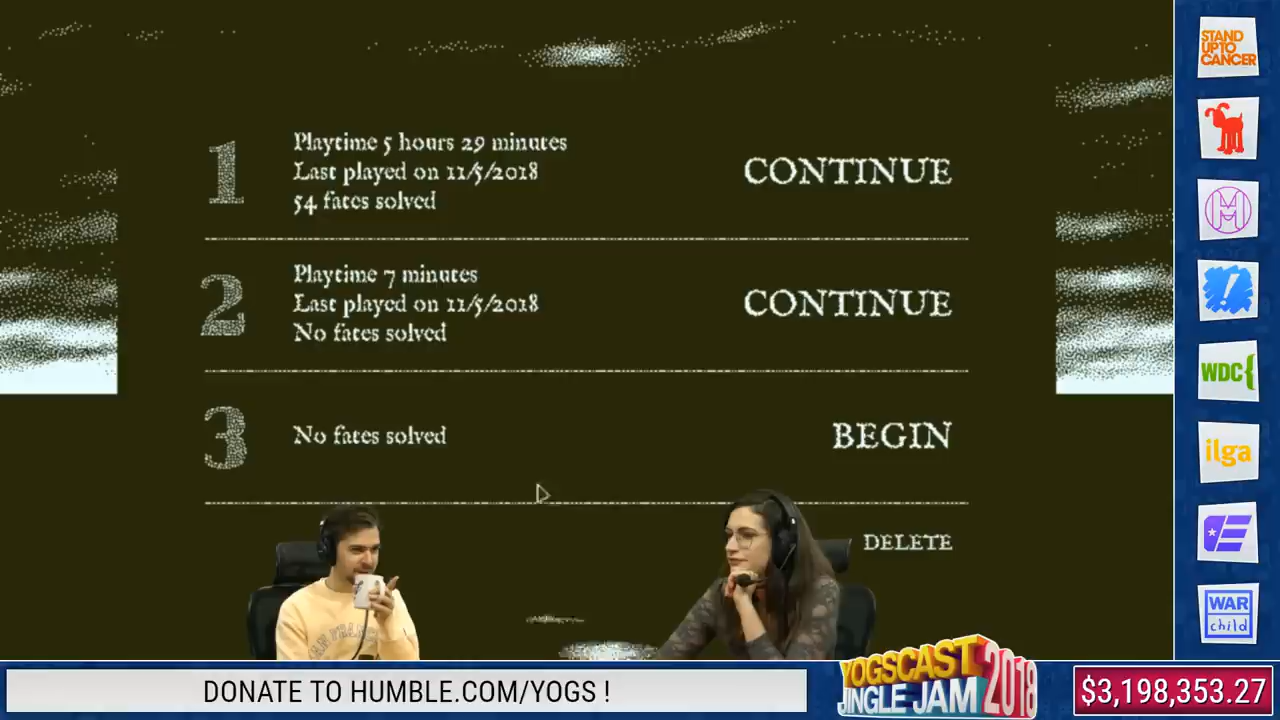 1
Playtime 5 hours 29 minutes
Last played on 11/5/2018
54 fates solved
CONTINUE
2
Playtime 7 minutes
Last played on 11/5/2018
No fates solved
CONTINUE
3
No fates solved
BEGIN
DELETE
STAND
UP TO
CANCER
M
!
WDC{
ilga
WAR
child
SAN FRANC
DONATE TO HUMBLE.COM/YOGS !
YOGSCAST
JINGLE JAM
2018
$3,198,353.27